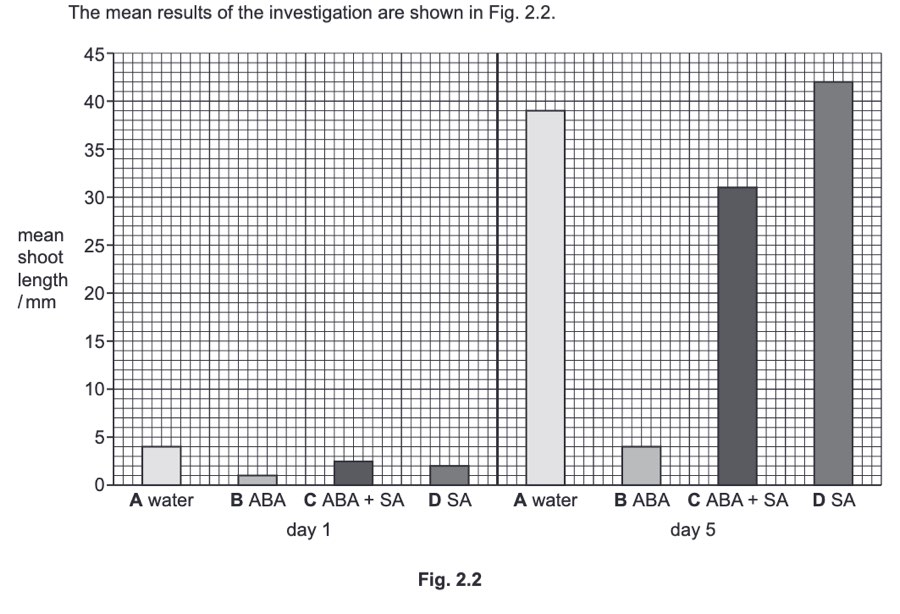 The mean results of the investigation are shown in Fig. 2.2.
45
40
35
30
25
20
15
10
5
0
mean
shoot
length
/ mm
A water B ABA C ABA + SA D SA A water B ABA C ABA + SA D SA
day 1 day 5
Fig. 2.2